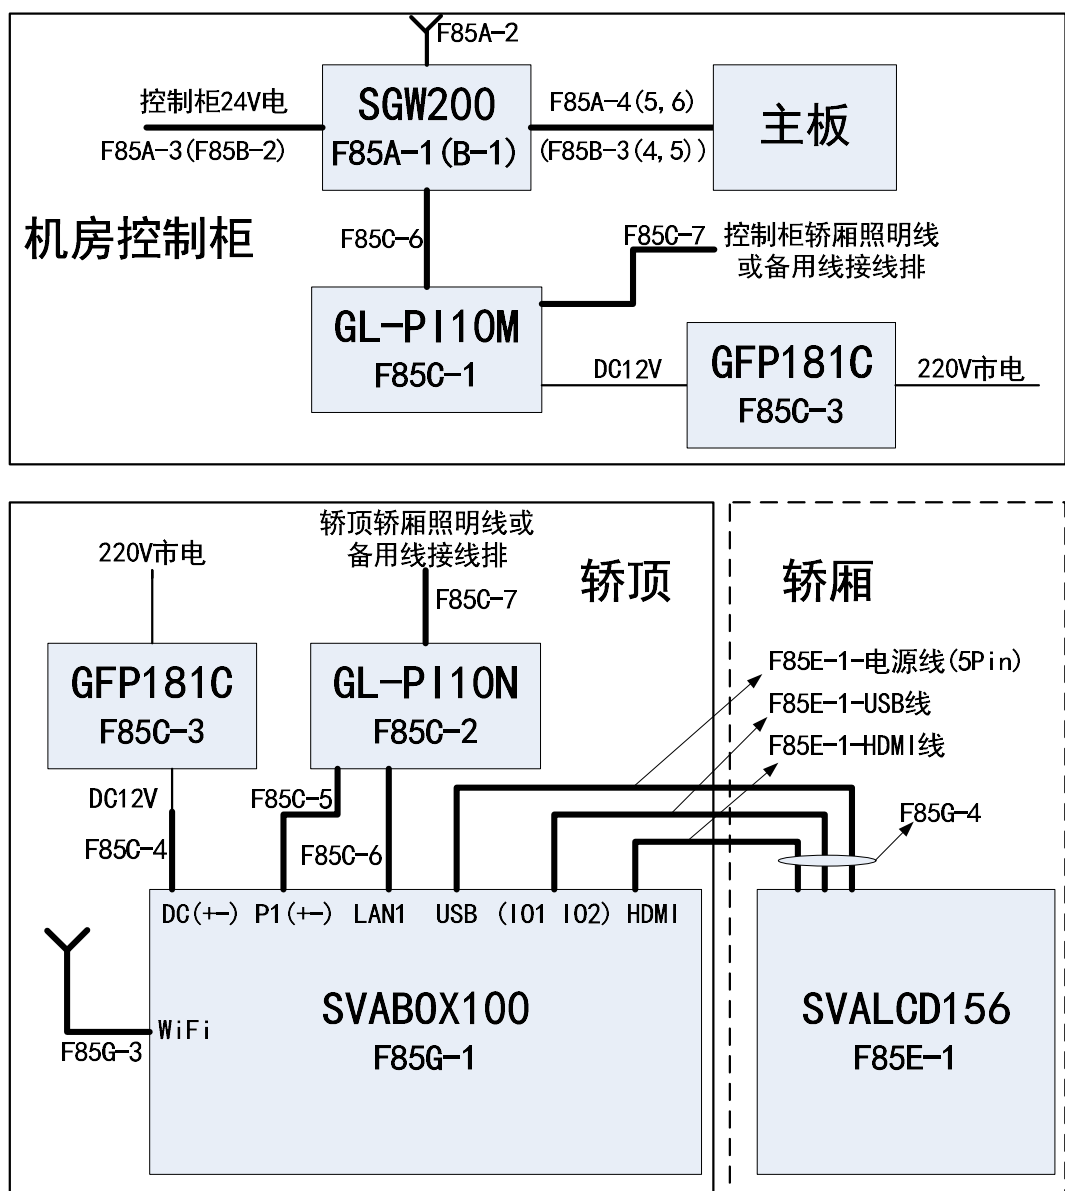 F85A-2
控制柜24V电
F85A-3(F85B-2)
SGW200
F85A-1(B-1)
F85A-4(5,6)
(F85B-3(4,5))
主板
机房控制柜
F85C-6
F85C-7
控制柜轿厢照明线
或备用线接线排
GL-PI10M
F85C-1
DC12V
GFP181C
F85C-3
220V市电
220V市电
轿顶轿厢照明线或
备用线接线排
F85C-7
轿顶
轿厢
GFP181C
F85C-3
GL-PI10N
F85C-2
F85E-1-电源线(5Pin)
F85E-1-USB线
F85E-1-HDMI线
DC12V
F85C-4
F85C-5
F85C-6
F85G-4
DC(+-) P1(+-) LAN1 USB (IO1 IO2) HDMI
WiFi
F85G-3
SVABOX100
F85G-1
SVALCD156
F85E-1